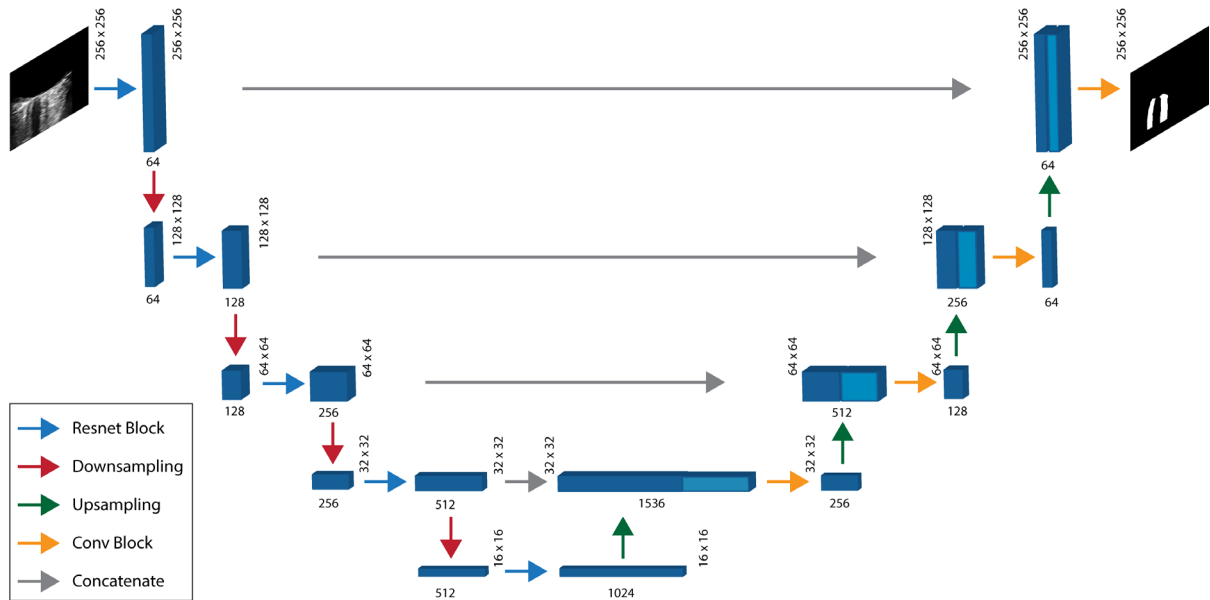 256 x 256
256 x 256
256 x 256
256 x 256
64
64
128 x 128
128 x 128
128 x 128
64
128
256
64
64 x 64
64 x 64
64 x 64
64 x 64
128
256
512
128
Resnet Block
Downsampling
Upsampling
Conv Block
Concatenate
32 x 32
32 x 32
32 x 32
32 x 32
256
512
1536
256
16 x 16
16 x 16
512
1024